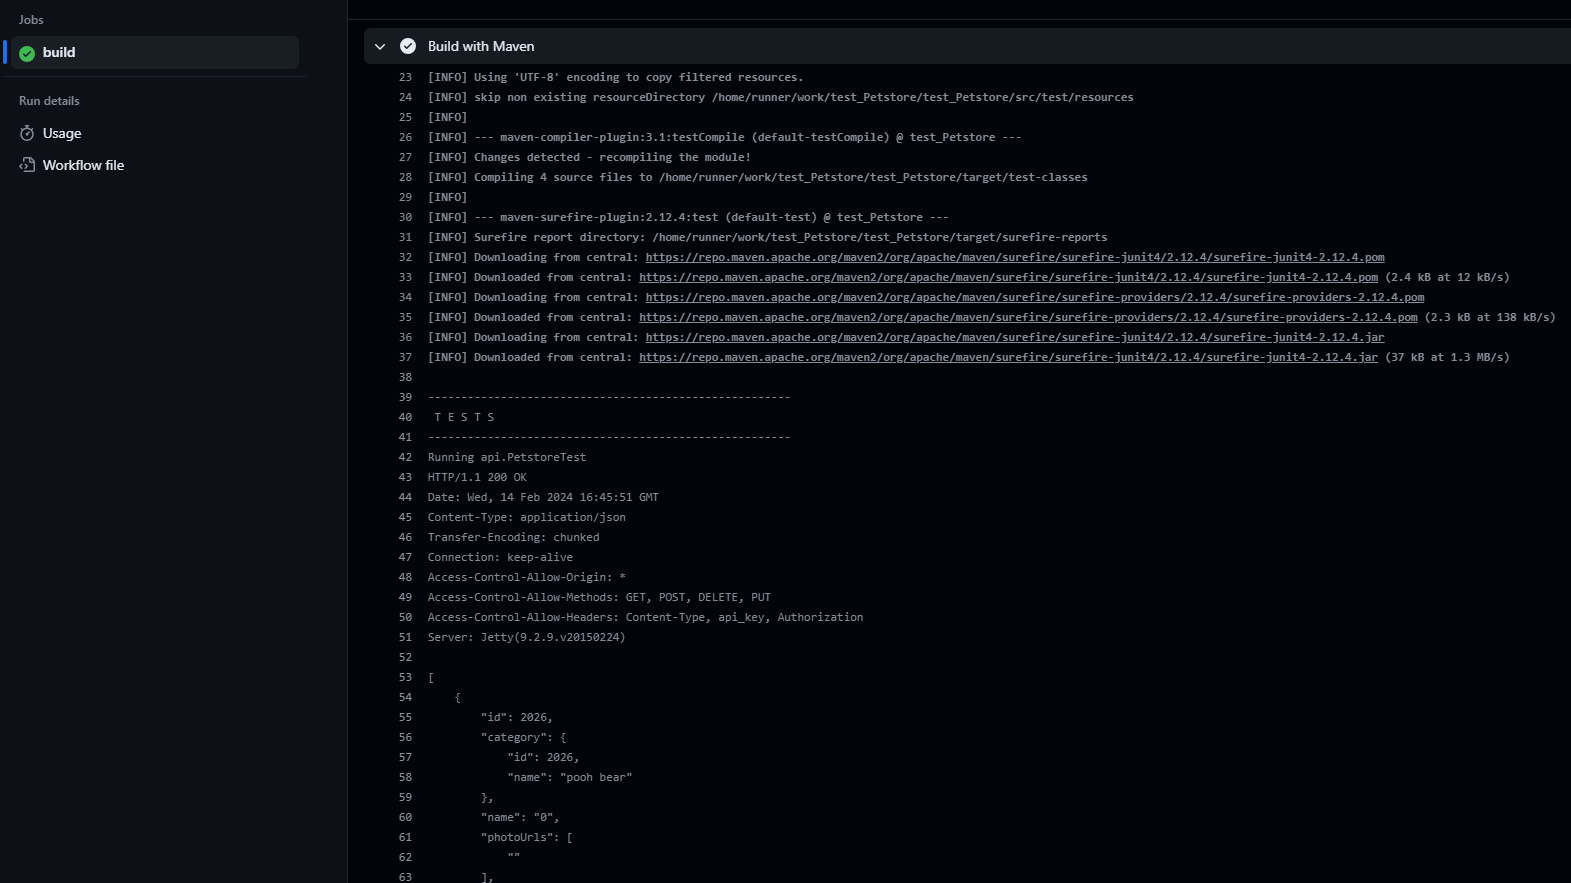 Jobs
build
Run details
Usage
Workflow file
Build with Maven
23 [INFO] Using 'UTF-8' encoding to copy filtered resources.
24 [INFO] skip non existing resourceDirectory /home/runner/work/test_Petstore/test_Petstore/src/test/resources
25 [INFO]
26 [INFO] --- maven-compiler-plugin:3.1:testCompile (default-testCompile) @ test_Petstore ---
27 [INFO] Changes detected - recompiling the module!
28 [INFO] Compiling 4 source files to /home/runner/work/test_Petstore/test_Petstore/target/test-classes
29 [INFO]
30 [INFO] --- maven-surefire-plugin:2.12.4:test (default-test) @ test_Petstore ---
31 [INFO] Surefire report directory: /home/runner/work/test_Petstore/test_Petstore/target/surefire-reports
32 [INFO] Downloading from central: https://repo.maven.apache.org/maven2/org/apache/maven/surefire/surefire-junit4/2.12.4/surefire-junit4-2.12.4.pom
33 [INFO] Downloaded from central: https://repo.maven.apache.org/maven2/org/apache/maven/surefire/surefire-junit4/2.12.4/surefire-junit4-2.12.4.pom (2.4 kB at 12 kB/s)
34 [INFO] Downloading from central: https://repo.maven.apache.org/maven2/org/apache/maven/surefire/surefire-providers/2.12.4/surefire-providers-2.12.4.pom
35 [INFO] Downloaded from central: https://repo.maven.apache.org/maven2/org/apache/maven/surefire/surefire-providers/2.12.4/surefire-providers-2.12.4.pom (2.3 kB at 138 kB/s)
36 [INFO] Downloading from central: https://repo.maven.apache.org/maven2/org/apache/maven/surefire/surefire-junit4/2.12.4/surefire-junit4-2.12.4.jar
37 [INFO] Downloaded from central: https://repo.maven.apache.org/maven2/org/apache/maven/surefire/surefire-junit4/2.12.4/surefire-junit4-2.12.4.jar (37 kB at 1.3 MB/s)
38
39 -------------------------------------------------------
40 T E S T S
41 -------------------------------------------------------
42 Running api.PetstoreTest
43 HTTP/1.1 200 OK
44 Date: Wed, 14 Feb 2024 16:45:51 GMT
45 Content-Type: application/json
46 Transfer-Encoding: chunked
47 Connection: keep-alive
48 Access-Control-Allow-Origin: *
49 Access-Control-Allow-Methods: GET, POST, DELETE, PUT
50 Access-Control-Allow-Headers: Content-Type, api_key, Authorization
51 Server: Jetty(9.2.9.v20150224)
52
53 [
54 {
55 "id": 2026,
56 "category": {
57 "id": 2026,
58 "name": "pooh bear"
59 },
60 "name": "0",
61 "photoUrls": [
62 ""
63 ],